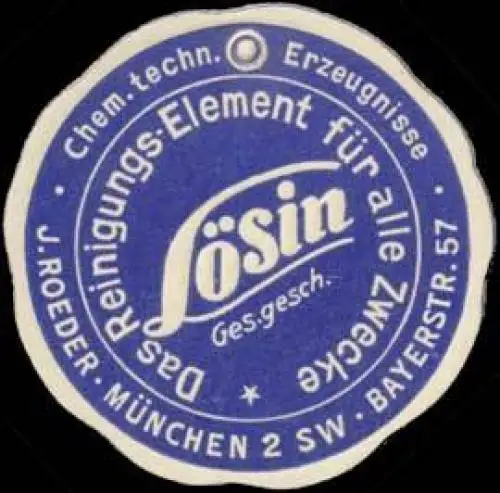 Chem. techn. Erzeugnisse
Das Reinigungs-Element für alle Zwecke
Lösin
Ges. gesch.
J. ROEDER · MÜNCHEN 2 SW · BAYERSTR. 57